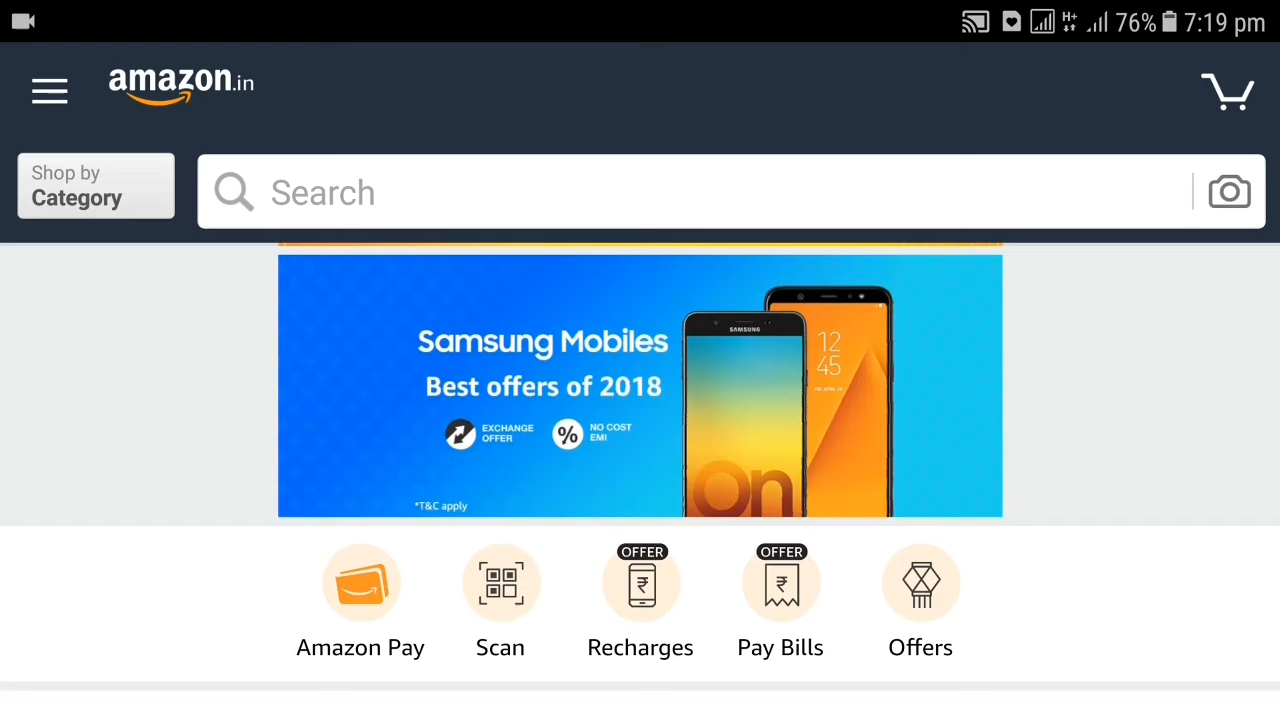 H+ 76% 7:19 pm
amazon.in
Shop by
Category
Search
Samsung Mobiles
Best offers of 2018
EXCHANGE
OFFER
NO COST
EMI
%
*T&C apply
SAMSUNG
12
45
On
OFFER OFFER
₹ ₹
Amazon Pay Scan Recharges Pay Bills Offers